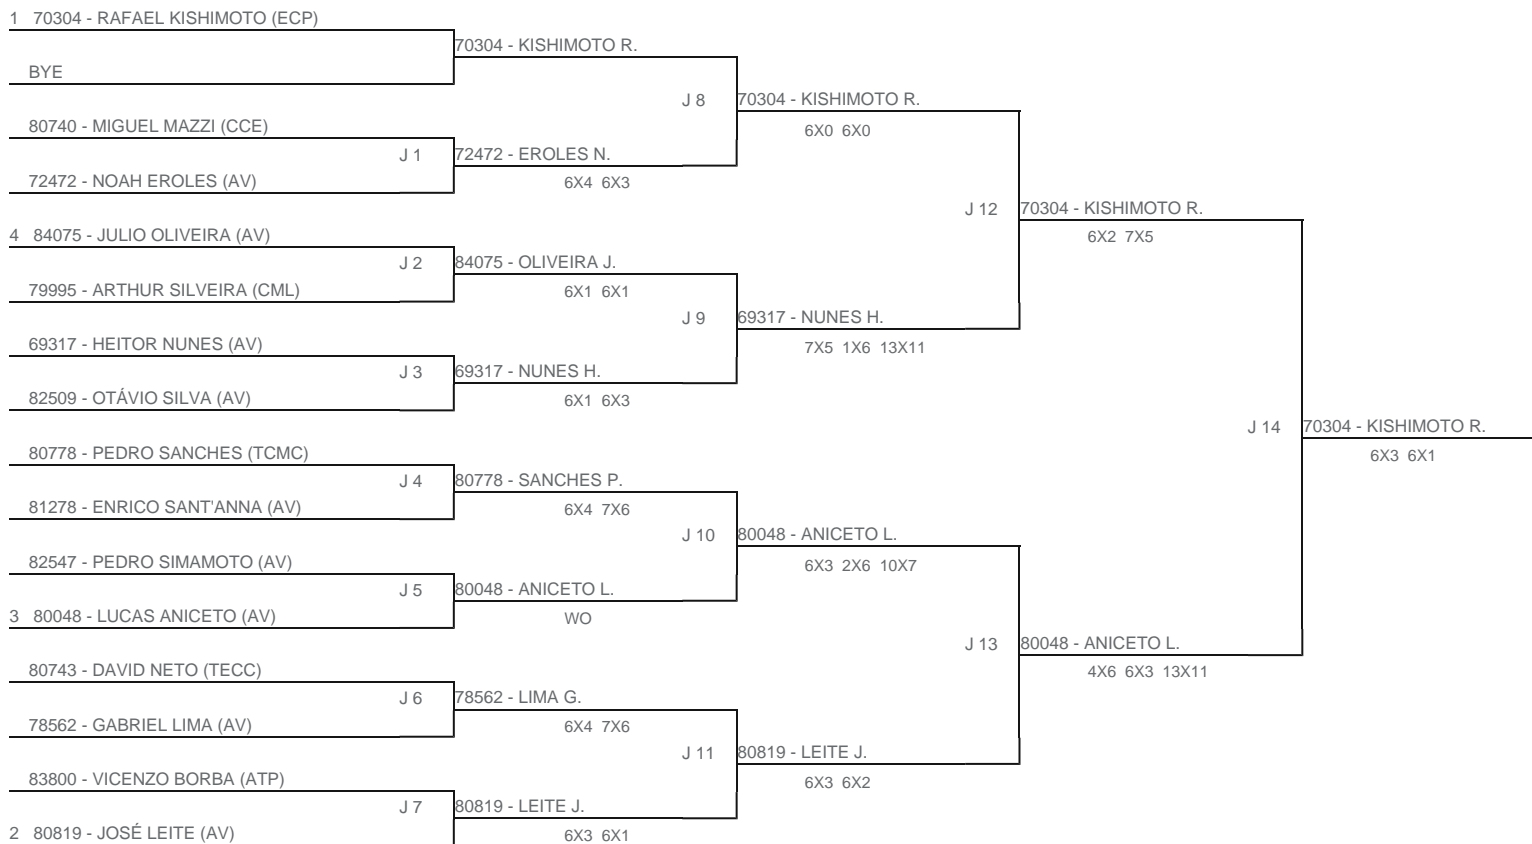 1 70304 - RAFAEL KISHIMOTO (ECP)
70304 - KISHIMOTO R.
BYE
J 8
70304 - KISHIMOTO R.
6X0 6X0
80740 - MIGUEL MAZZI (CCE)
J 1
72472 - EROLES N.
6X4 6X3
72472 - NOAH EROLES (AV)
J 12
70304 - KISHIMOTO R.
6X2 7X5
4 84075 - JULIO OLIVEIRA (AV)
J 2
84075 - OLIVEIRA J.
6X1 6X1
79995 - ARTHUR SILVEIRA (CML)
J 9
69317 - NUNES H.
7X5 1X6 13X11
69317 - HEITOR NUNES (AV)
J 3
69317 - NUNES H.
6X1 6X3
82509 - OTÁVIO SILVA (AV)
J 14
70304 - KISHIMOTO R.
6X3 6X1
80778 - PEDRO SANCHES (TCMC)
J 4
80778 - SANCHES P.
6X4 7X6
81278 - ENRICO SANT'ANNA (AV)
J 10
80048 - ANICETO L.
6X3 2X6 10X7
82547 - PEDRO SIMAMOTO (AV)
J 5
80048 - ANICETO L.
WO
3 80048 - LUCAS ANICETO (AV)
J 13
80048 - ANICETO L.
4X6 6X3 13X11
80743 - DAVID NETO (TECC)
J 6
78562 - LIMA G.
6X4 7X6
78562 - GABRIEL LIMA (AV)
J 11
80819 - LEITE J.
6X3 6X2
83800 - VICENZO BORBA (ATP)
J 7
80819 - LEITE J.
6X3 6X1
2 80819 - JOSÉ LEITE (AV)